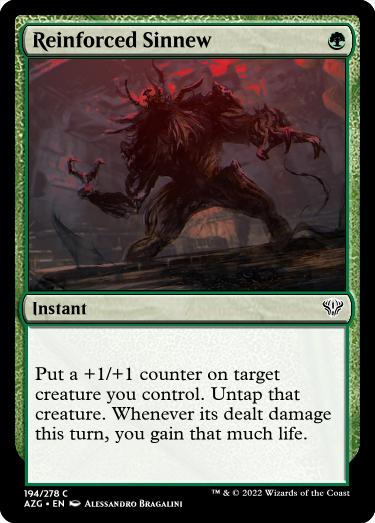 Reinforced Sinnew
Instant
Put a +1/+1 counter on target
creature you control. Untap that
creature. Whenever its dealt damage
this turn, you gain that much life.
194/278 C
AZG • EN Alessandro Bragalini
™ & © 2022 Wizards of the Coast